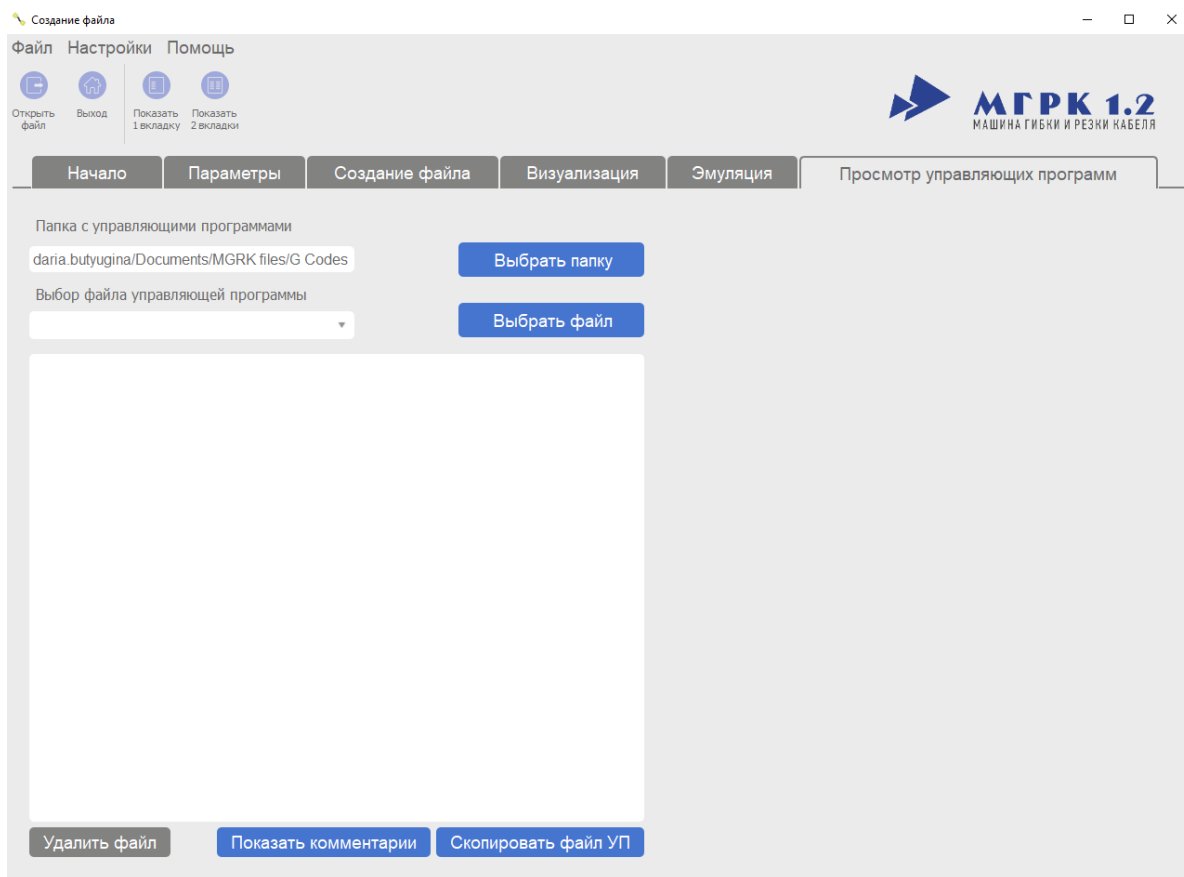 Создание файла
Файл Настройки Помощь
Открыть файл
Выход
Показать 1 вкладку
Показать 2 вкладки
МГРК 1.2
МАШИНА ГИБКИ И РЕЗКИ КАБЕЛЯ
Начало Параметры Создание файла Визуализация Эмуляция Просмотр управляющих программ
Папка с управляющими программами
daria.butyugina/Documents/MGRK files/G Codes Выбрать папку
Выбор файла управляющей программы
Выбрать файл
Удалить файл Показать комментарии Скопировать файл УП